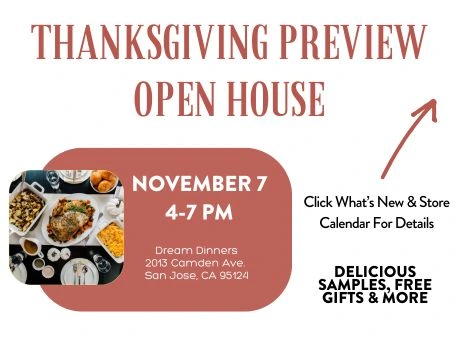 THANKSGIVING PREVIEW
OPEN HOUSE
NOVEMBER 7
4-7 PM
Dream Dinners
2013 Camden Ave.
San Jose, CA 95124
Click What's New & Store
Calendar For Details
DELICIOUS
SAMPLES, FREE
GIFTS & MORE